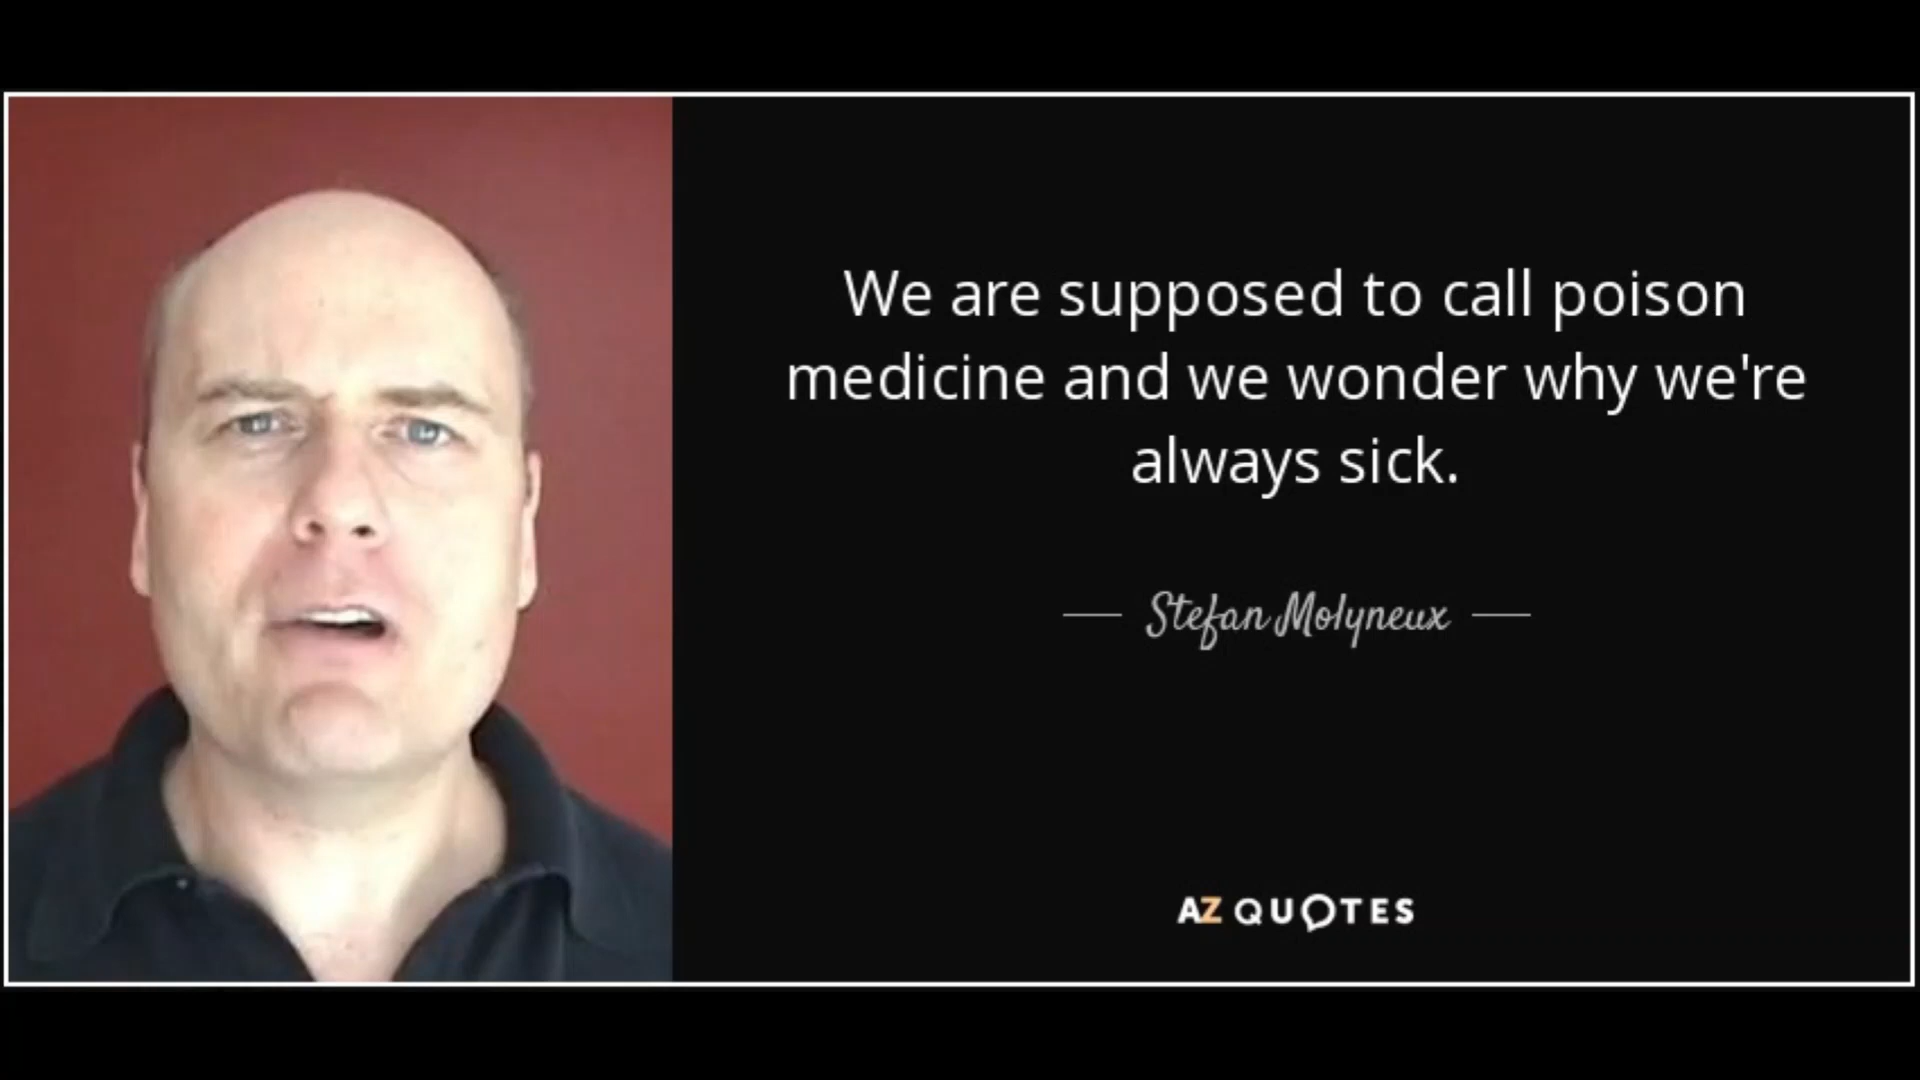 We are supposed to call poison
medicine and we wonder why we're
always sick.
Stefan Molyneux
AZ QUOTES